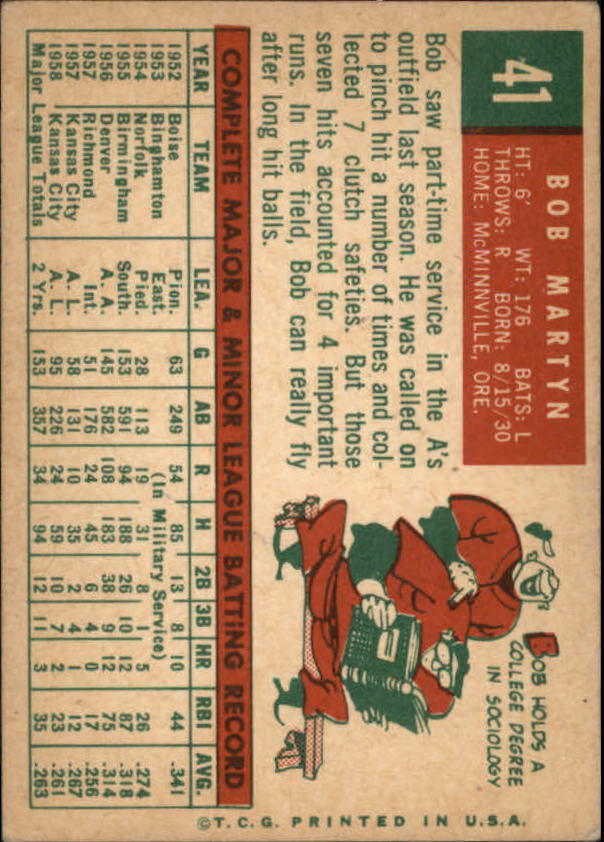 41
BOB MARTYN
HT: 6' WT: 176 BATS: L
THROWS: R BORN: 8/15/30
HOME: McMINNVILLE, ORE.
Bob saw part-time service in the A's
outfield last season. He was called on
to pinch hit a number of times and col-
lected 7 clutch safeties. But those
seven hits accounted for 4 important
runs. In the field, Bob can really fly
after long hit balls.
BOB HOLDS A
COLLEGE DEGREE
IN SOCIOLOGY
COMPLETE MAJOR & MINOR LEAGUE BATTING RECORD
YEAR TEAM LEA. G AB R H 2B 3B HR RBI AVG.
1952 Boise Pion. 63 249 54 85 13 8 10 44 .341
1953 Binghamton East. (In Military Service)
1954 Norfolk Pied. 28 113 19 31 8 1 5 26 .274
1955 Birmingham South. 153 591 94 188 26 10 12 87 .318
1956 Denver A. A. 145 582 108 183 38 9 12 75 .314
1957 Richmond Int. 51 176 24 45 6 4 0 17 .256
1957 Kansas City A. L. 58 131 10 35 2 4 1 12 .267
1958 Kansas City A. L. 95 226 24 59 10 7 2 23 .261
Major League Totals 2 Yrs. 153 357 34 94 12 11 3 35 .263
©T.C.G. PRINTED IN U.S.A.